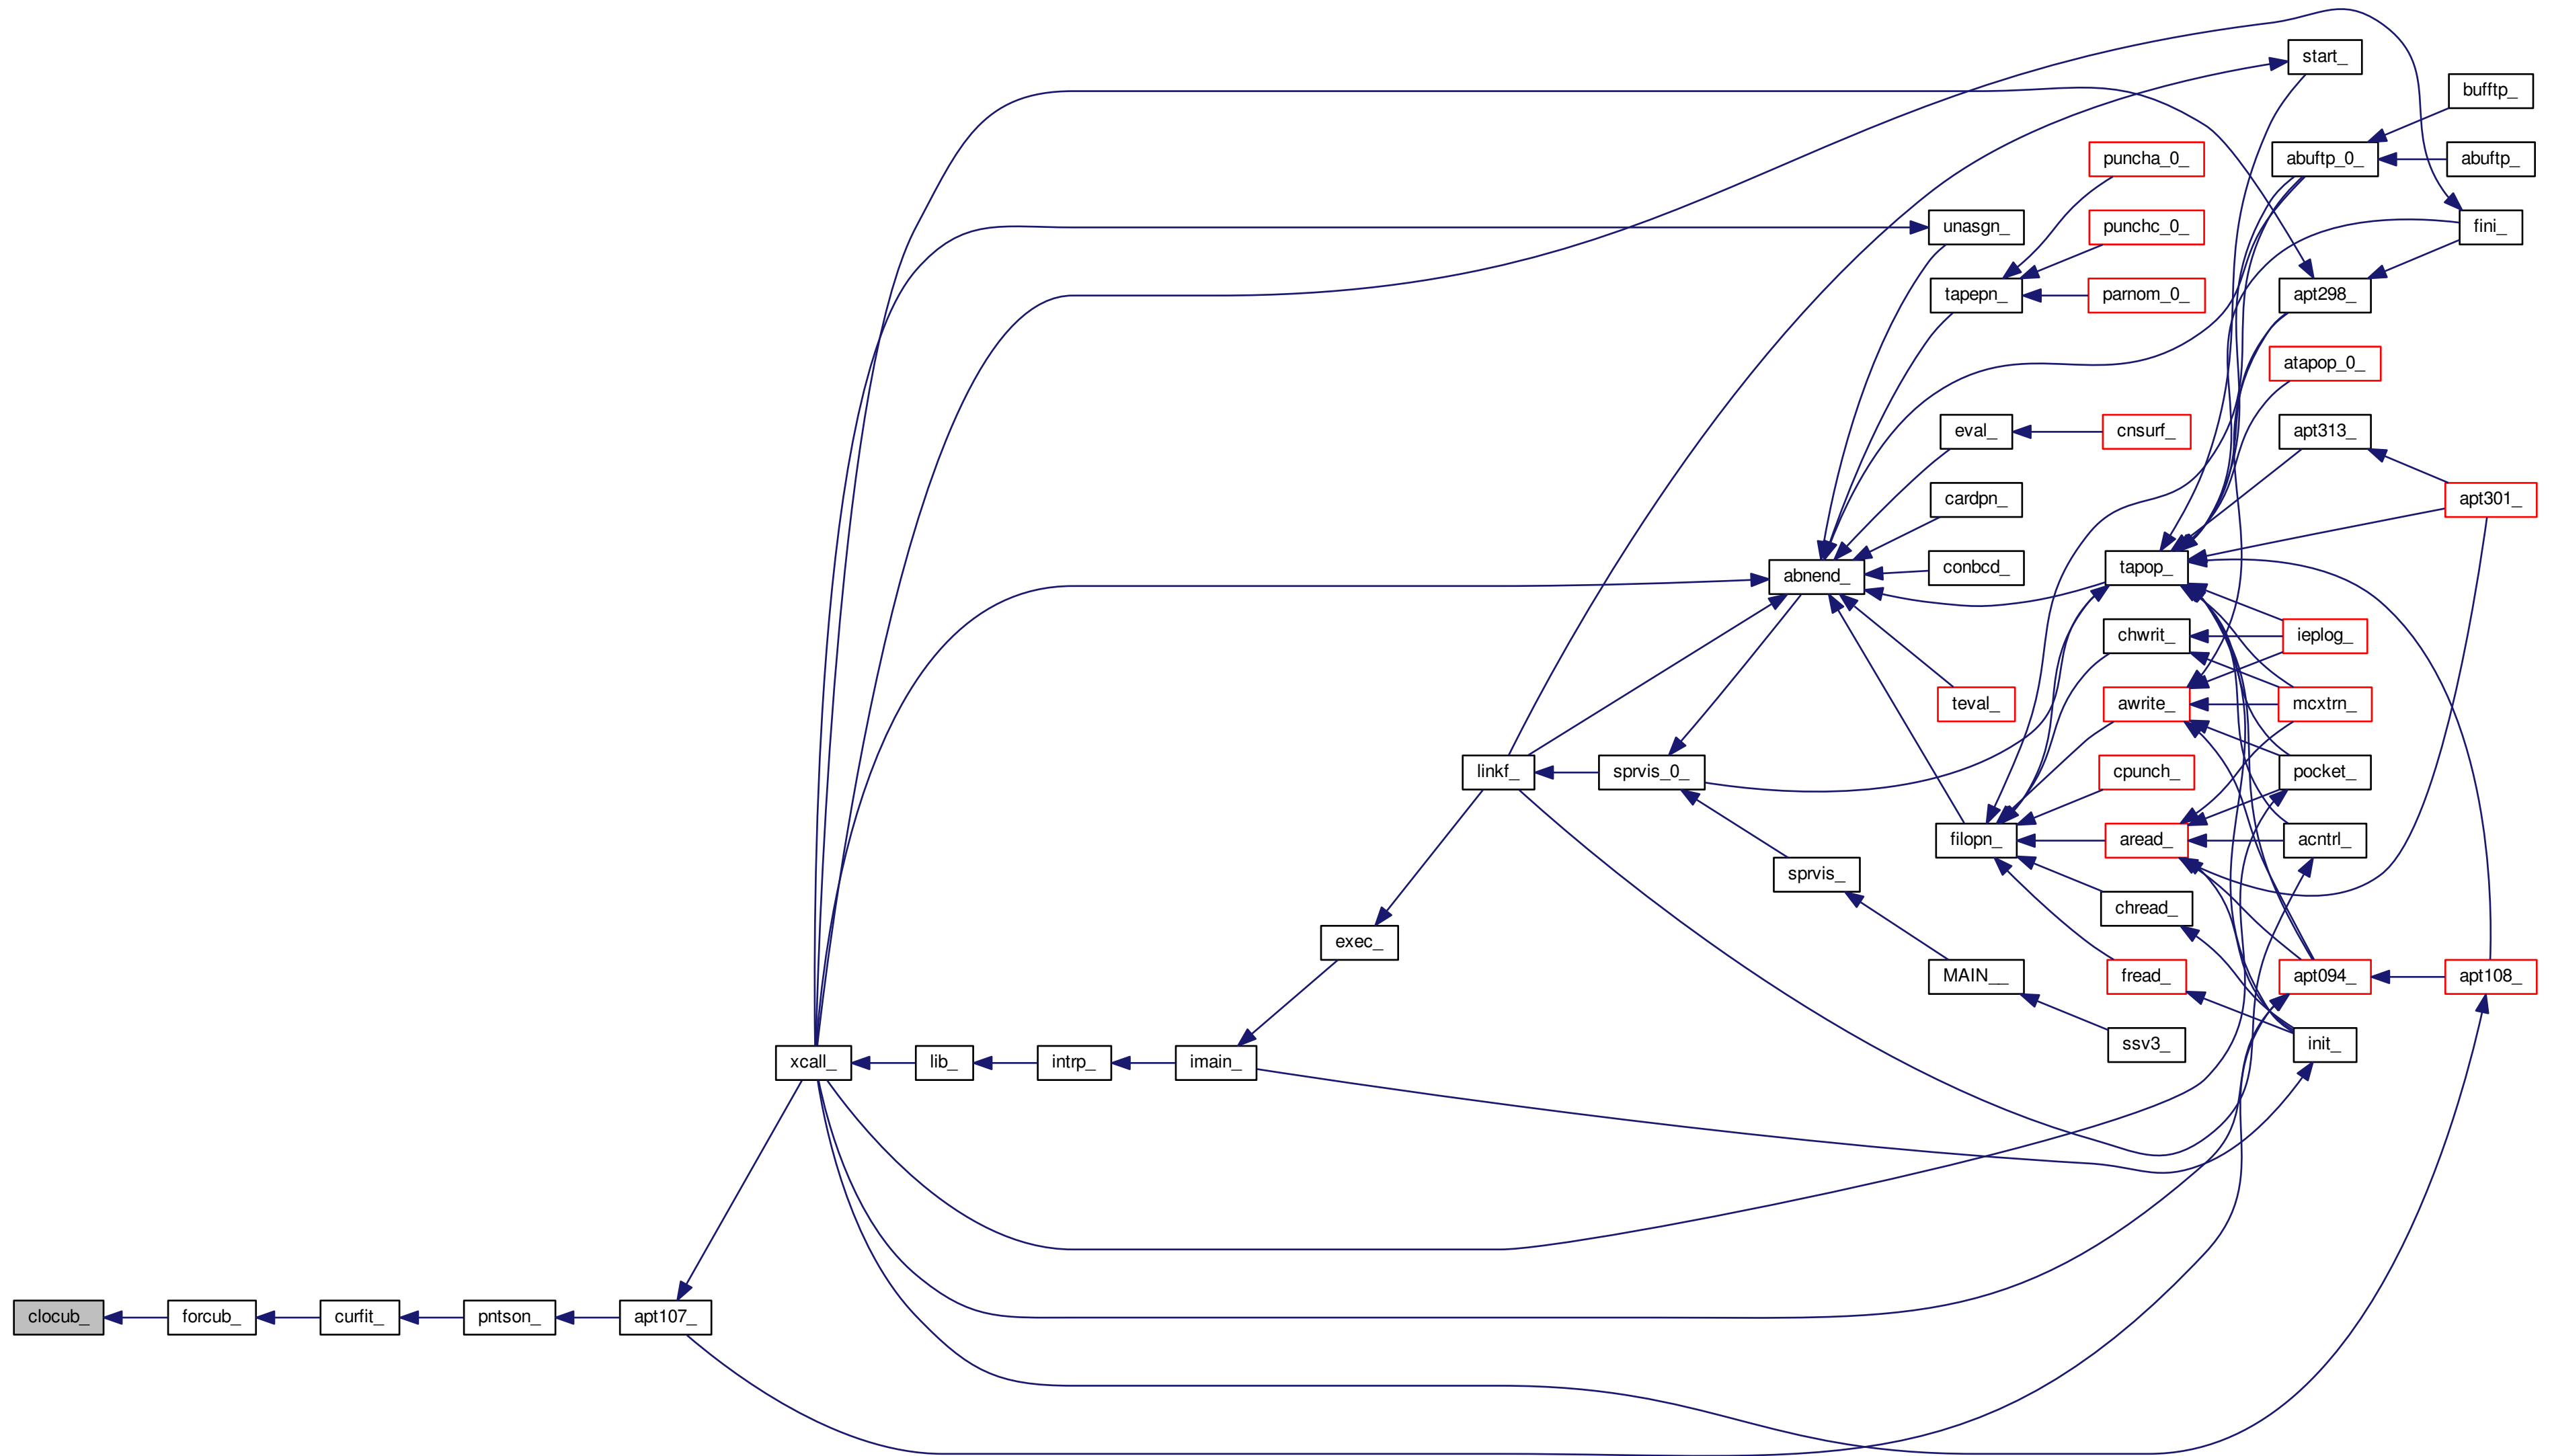 start_
bufftp_
puncha_0_
abuftp_0_
abuftp_
unasgn_
punchc_0_
fini_
tapepn_
parnom_0_
apt298_
atapop_0_
eval_
cnsurf_
apt313_
cardpn_
apt301_
conbcd_
tapop_
abnend_
chwrit_
ieplog_
teval_
awrite_
mcxtrn_
linkf_
sprvis_0_
cpunch_
pocket_
filopn_
aread_
acntrl_
sprvis_
chread_
exec_
MAIN__
fread_
apt094_
apt108_
ssv3_
init_
xcall_
lib_
intrp_
imain_
clocub_
forcub_
curfit_
pntson_
apt107_